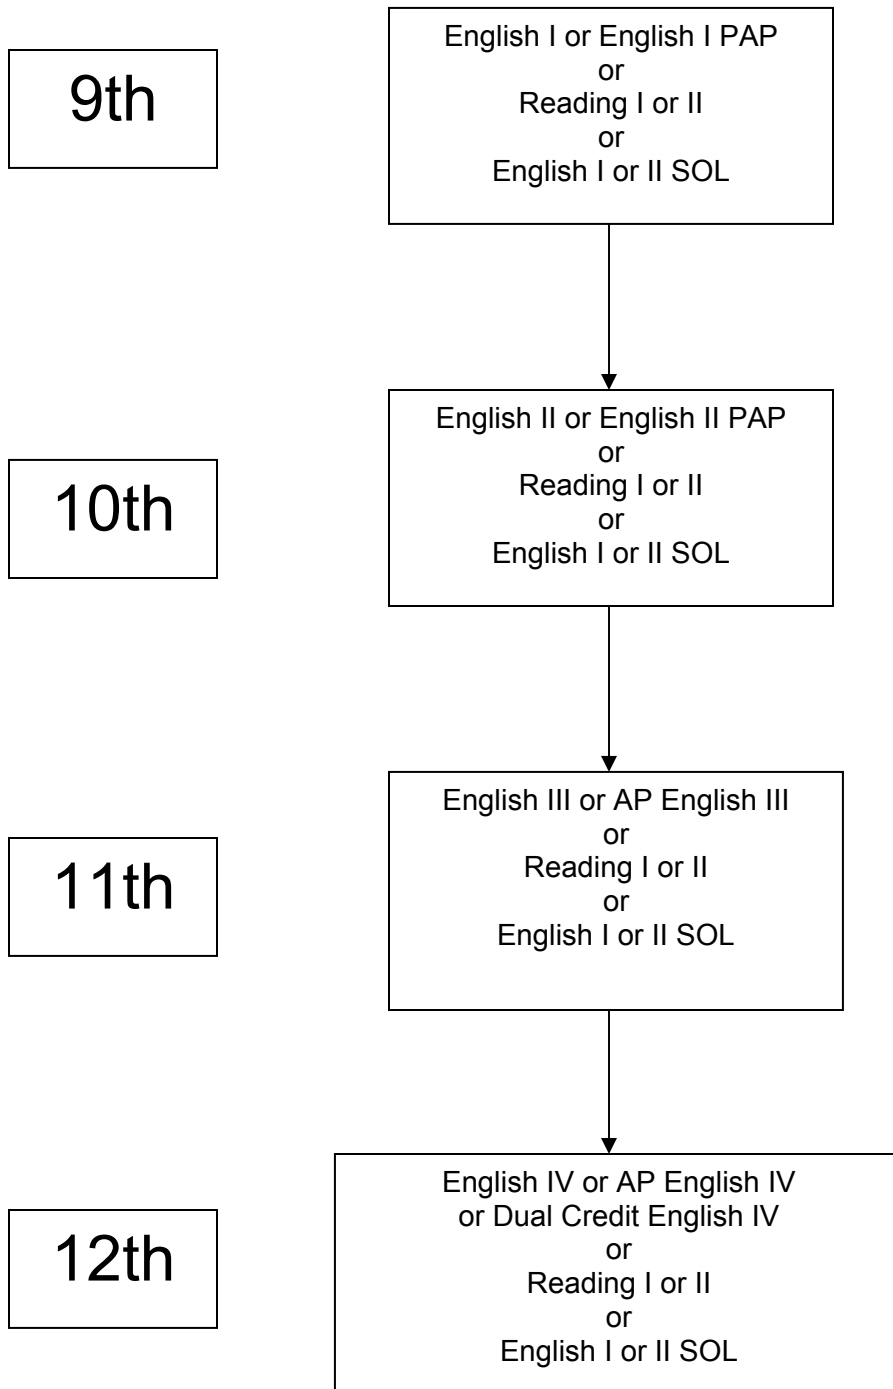 9th
English I or English I PAP
or
Reading I or II
or
English I or II SOL
10th
English II or English II PAP
or
Reading I or II
or
English I or II SOL
11th
English III or AP English III
or
Reading I or II
or
English I or II SOL
12th
English IV or AP English IV
or Dual Credit English IV
or
Reading I or II
or
English I or II SOL